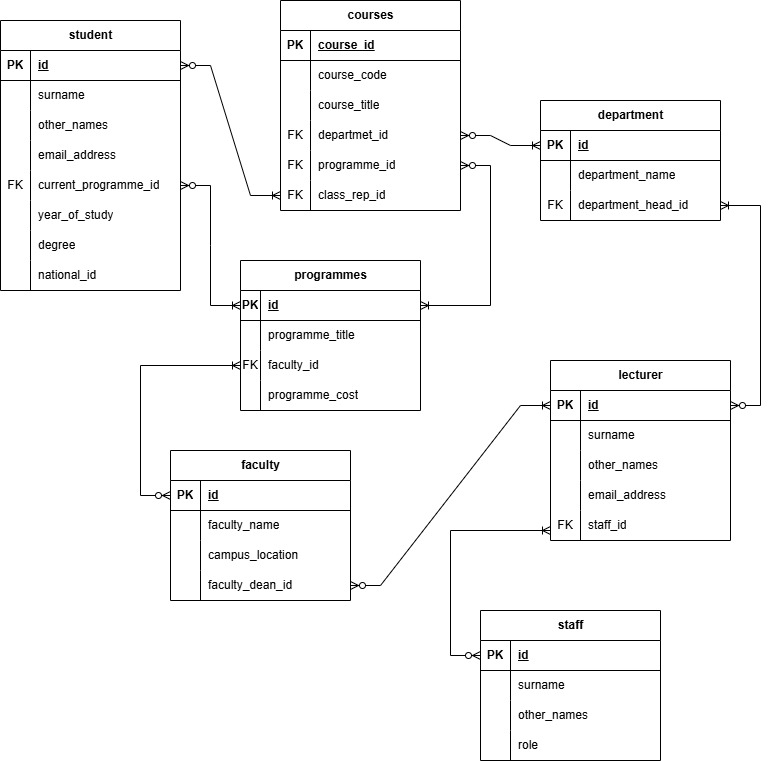 student
PK id
surname
other_names
email_address
FK current_programme_id
year_of_study
degree
national_id
courses
PK course_id
course_code
course_title
FK departmet_id
FK programme_id
FK class_rep_id
department
PK id
department_name
FK department_head_id
programmes
PK id
programme_title
FK faculty_id
programme_cost
lecturer
PK id
surname
other_names
email_address
FK staff_id
faculty
PK id
faculty_name
campus_location
faculty_dean_id
staff
PK id
surname
other_names
role